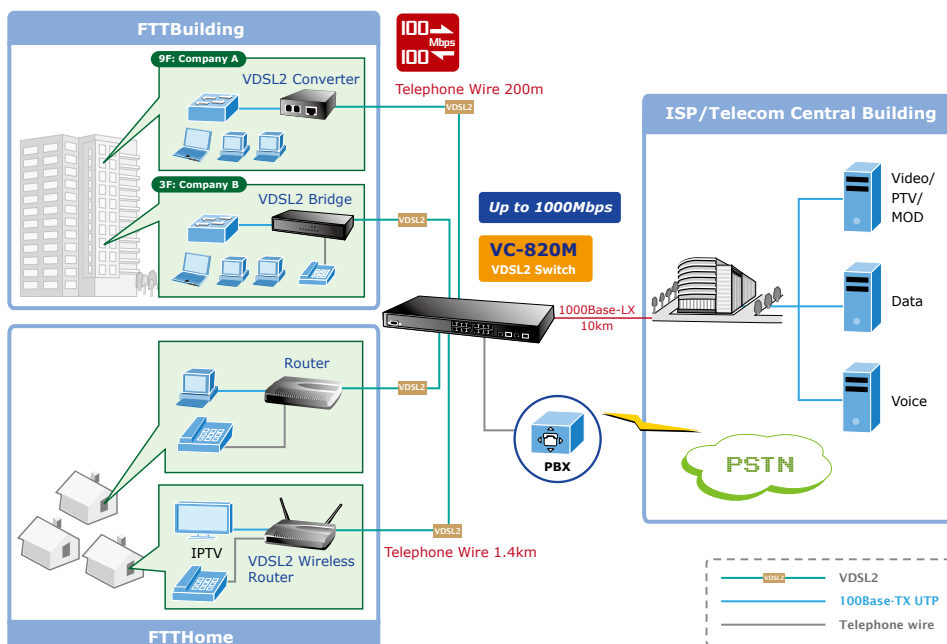 FTTBuilding
9F: Company A
VDSL2 Converter
3F: Company B
VDSL2 Bridge
100
Mbps
100
Telephone Wire 200m
VDSL2
VDSL2
Up to 1000Mbps
VC-820M
VDSL2 Switch
1000Base-LX
10km
ISP/Telecom Central Building
Video/
PTV/
MOD
Data
Voice
PBX
PSTN
Router
VDSL2
IPTV
VDSL2 Wireless
Router
VDSL2
Telephone Wire 1.4km
FTTHome
VDSL2
VDSL2
100Base-TX UTP
Telephone wire